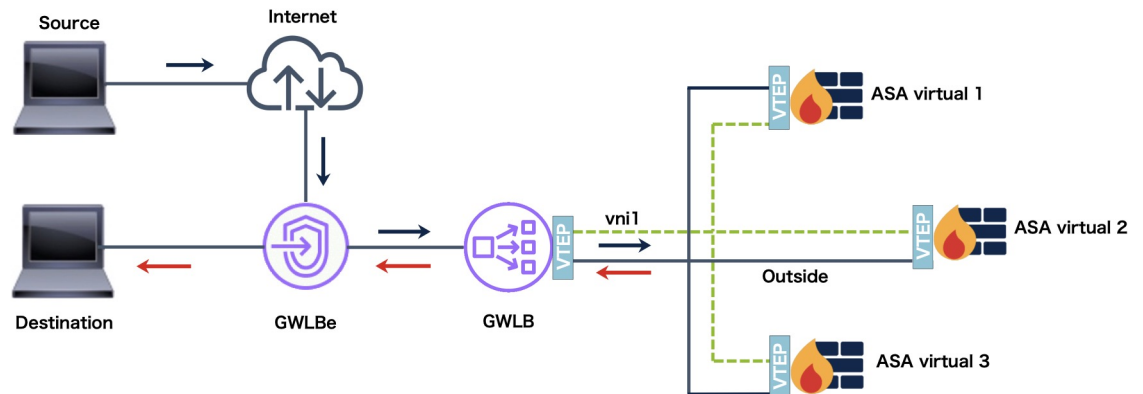 Source
Internet
VTEP
ASA virtual 1
vni1
VTEP
VTEP
ASA virtual 2
Outside
Destination
GWLBe
GWLB
VTEP
ASA virtual 3